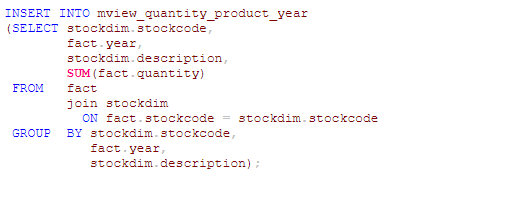 INSERT INTO mview_quantity_product_year
(SELECT stockdim.stockcode,
        fact.year,
        stockdim.description,
        SUM(fact.quantity)
 FROM   fact
        join stockdim
          ON fact.stockcode = stockdim.stockcode
 GROUP  BY stockdim.stockcode,
           fact.year,
           stockdim.description);